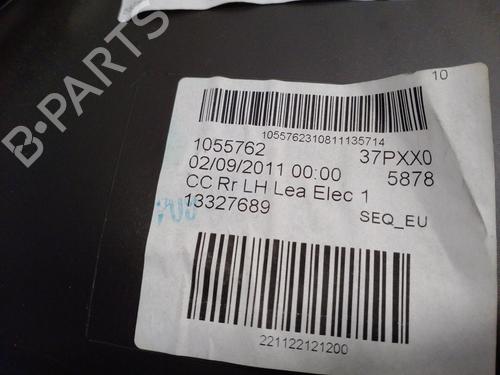 10
1055762310811135714
1055762 37PXX0
02/09/2011 00:00 5878
CC Rr LH Lea Elec 1
13327689 SEQ_EU
221122121200
B-PARTS